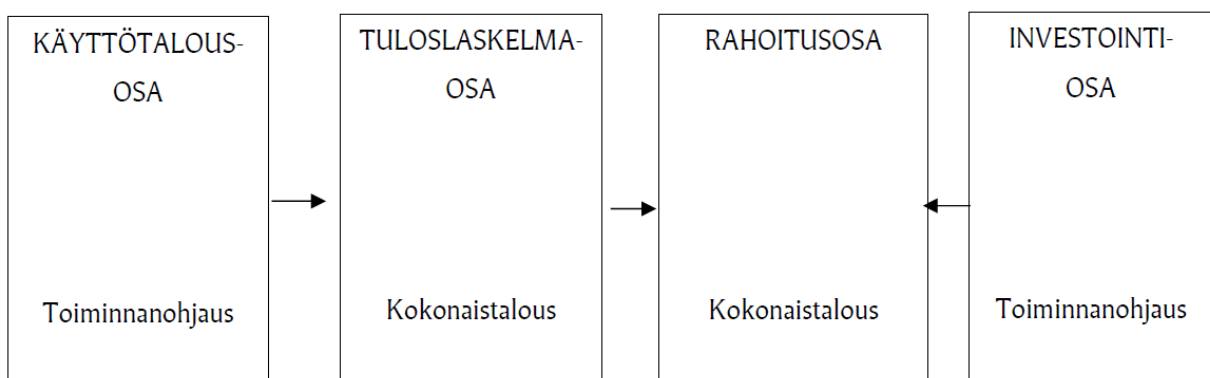 KÄYTTÖTALOUS-
OSA
Toiminnanohjaus
TULOSLASKELMA-
OSA
Kokonaistalous
RAHOITUSOSA
Kokonaistalous
INVESTOINTI-
OSA
Toiminnanohjaus